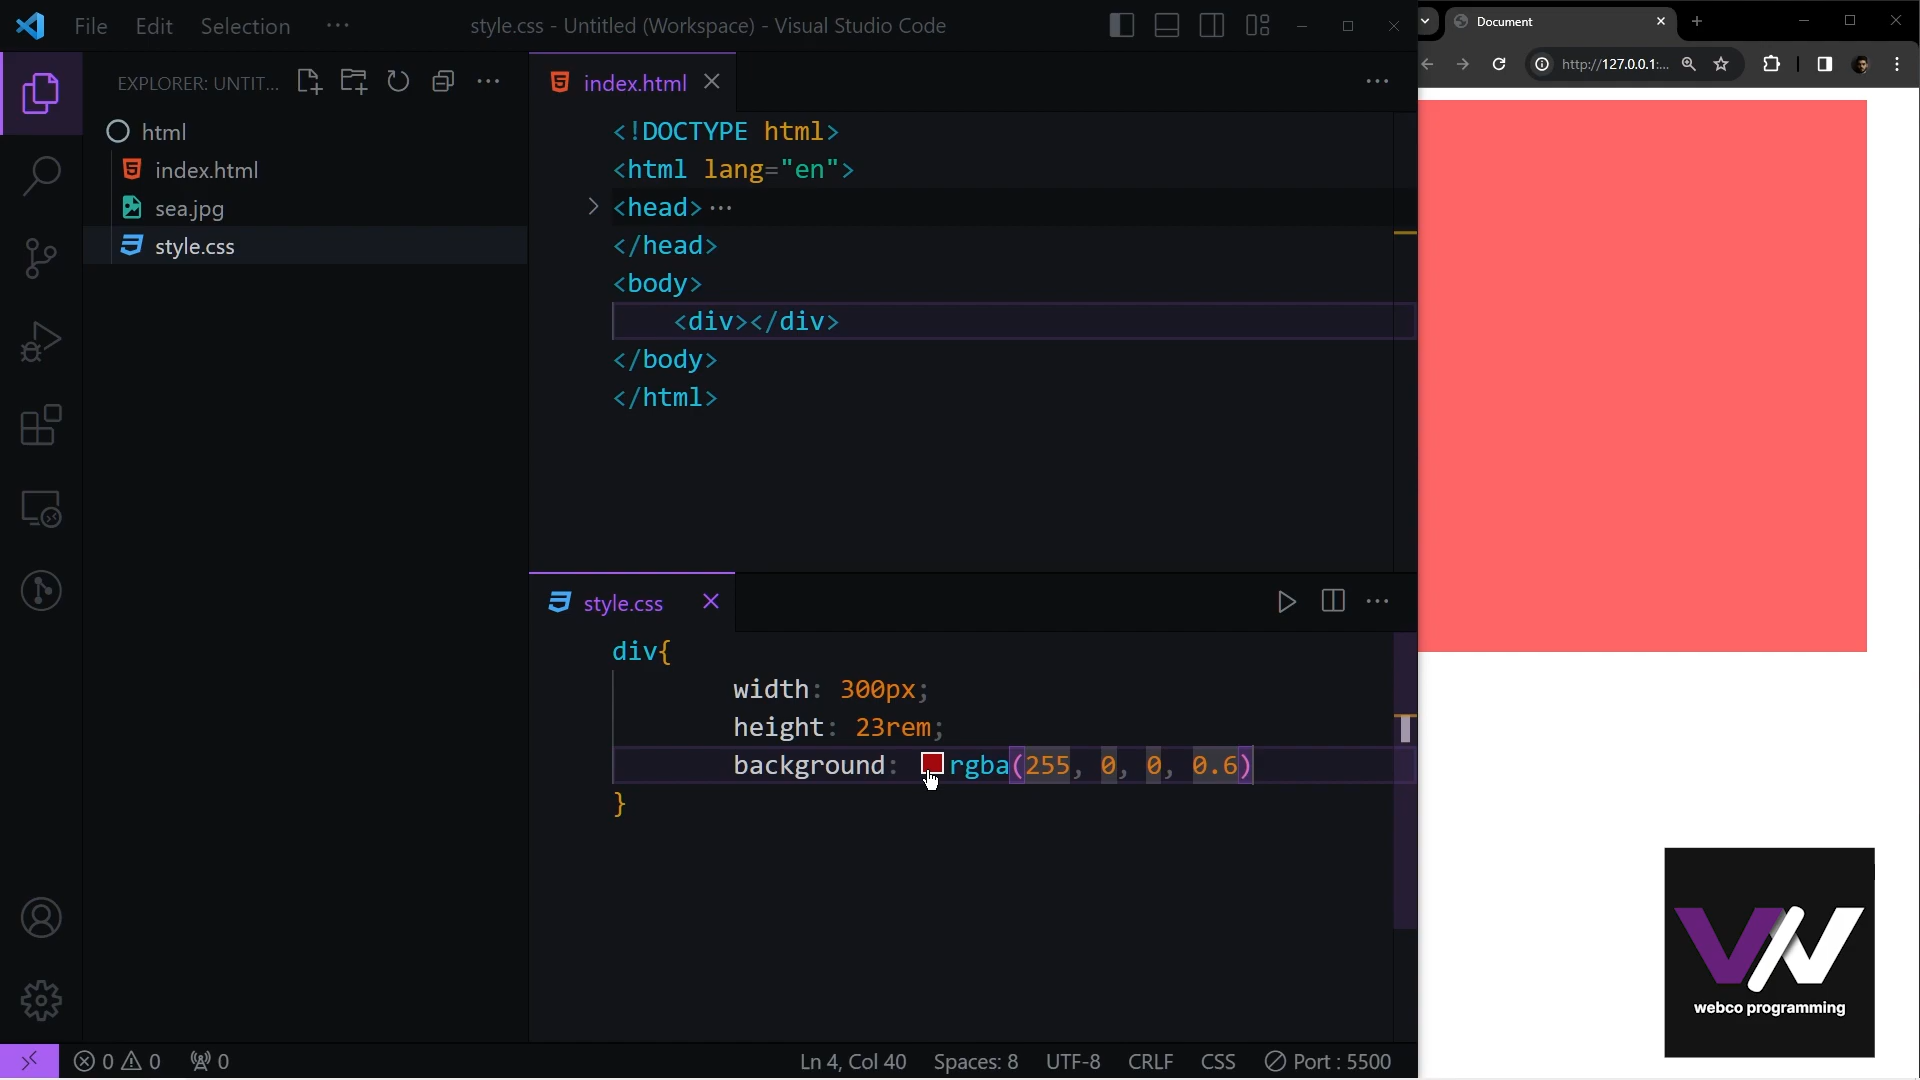 File Edit Selection ···
style.css - Untitled (Workspace) - Visual Studio Code
EXPLORER: UNTIT...
html
index.html
sea.jpg
style.css
index.html
<!DOCTYPE html>
<html lang="en">
<head>···
</head>
<body>
<div></div>
</body>
</html>
style.css
div{
width: 300px;
height: 23rem;
background: rgba(255, 0, 0, 0.6)
}
0 0 0
Ln 4, Col 40 Spaces: 8 UTF-8 CRLF CSS Port : 5500
Document
http://127.0.0.1:...
webco programming